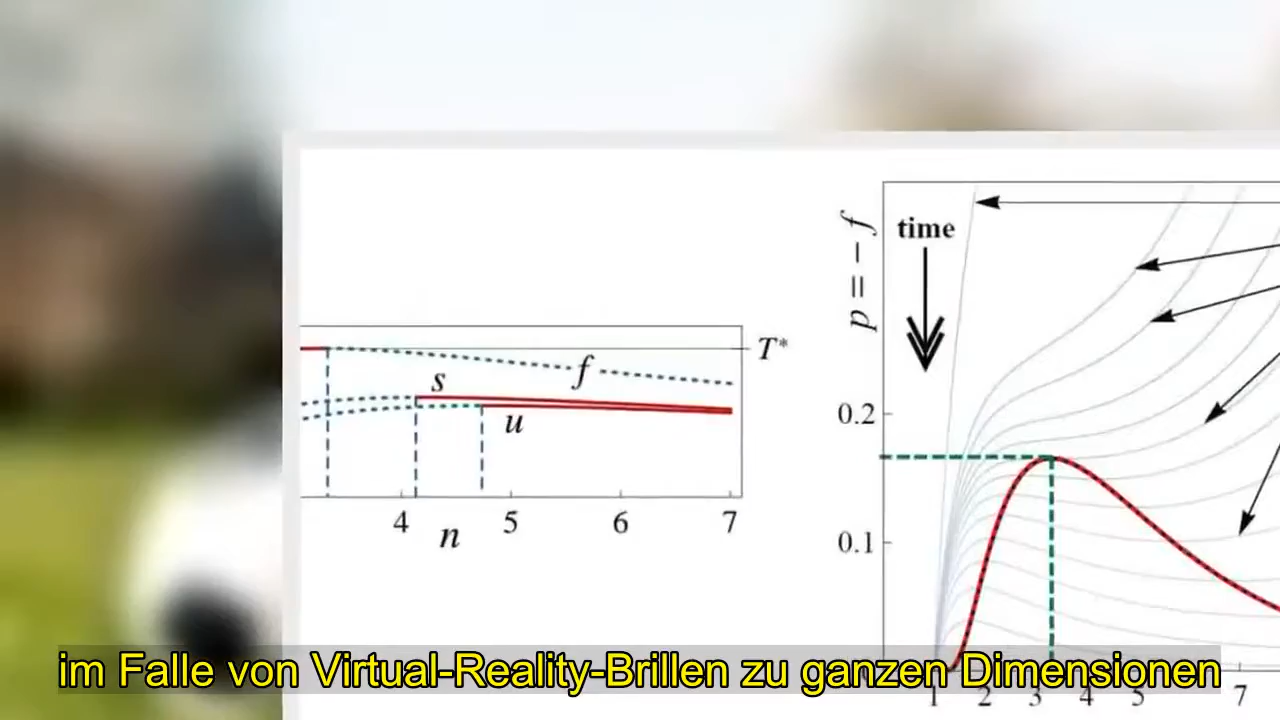 time
p = − f
T*
s
f
u
0.2
0.1
4 5 6 7
n
im Falle von Virtual-Reality-Brillen zu ganzen Dimensionen
1 2 3 4 5 7